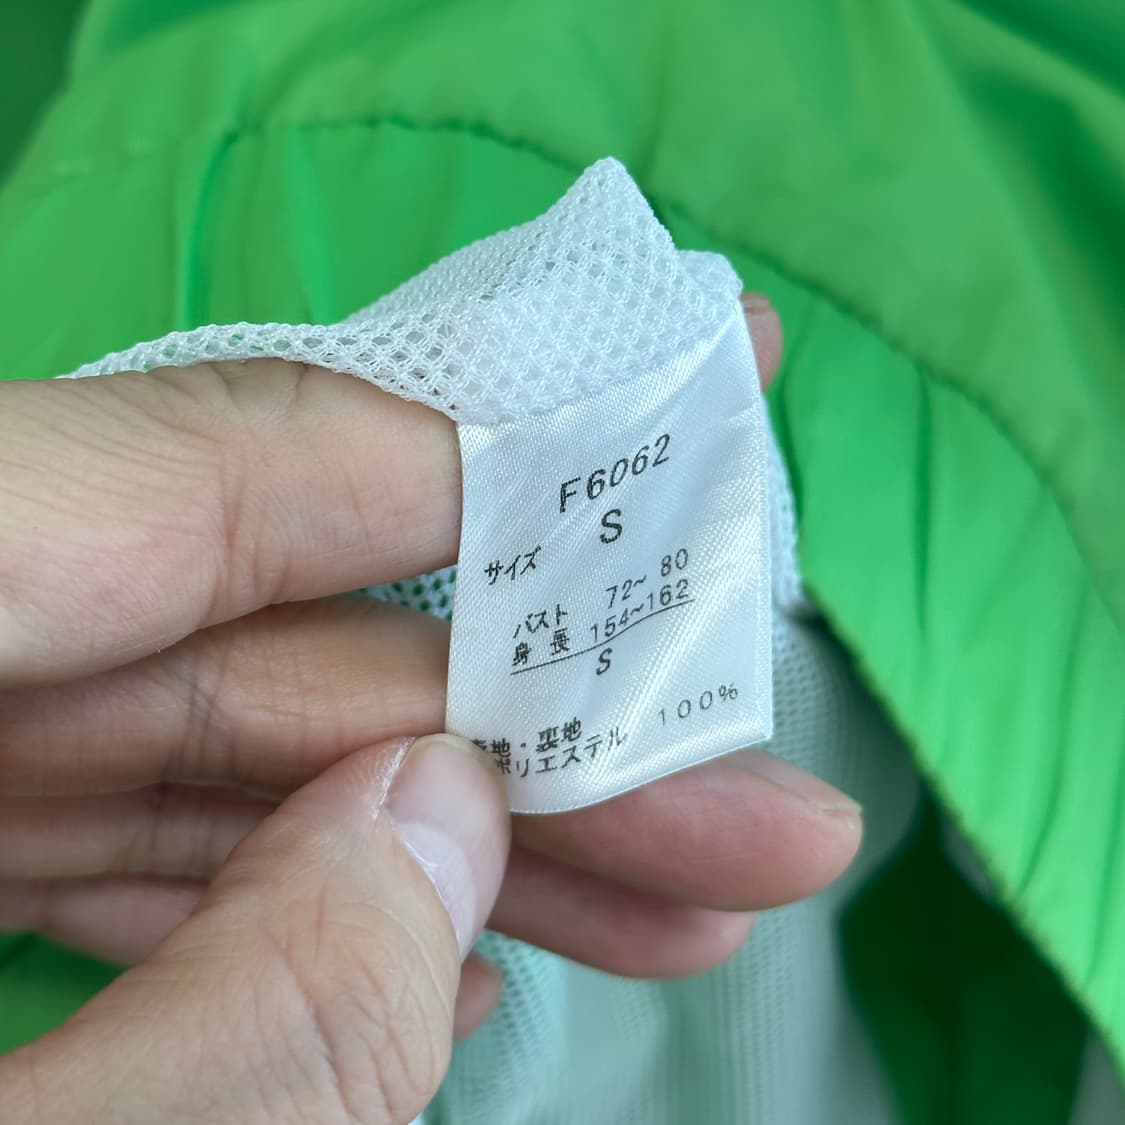 F6062
サイズ S
バスト 72~ 80
身長 154~162
S
表地・裏地
ポリエステル 100%